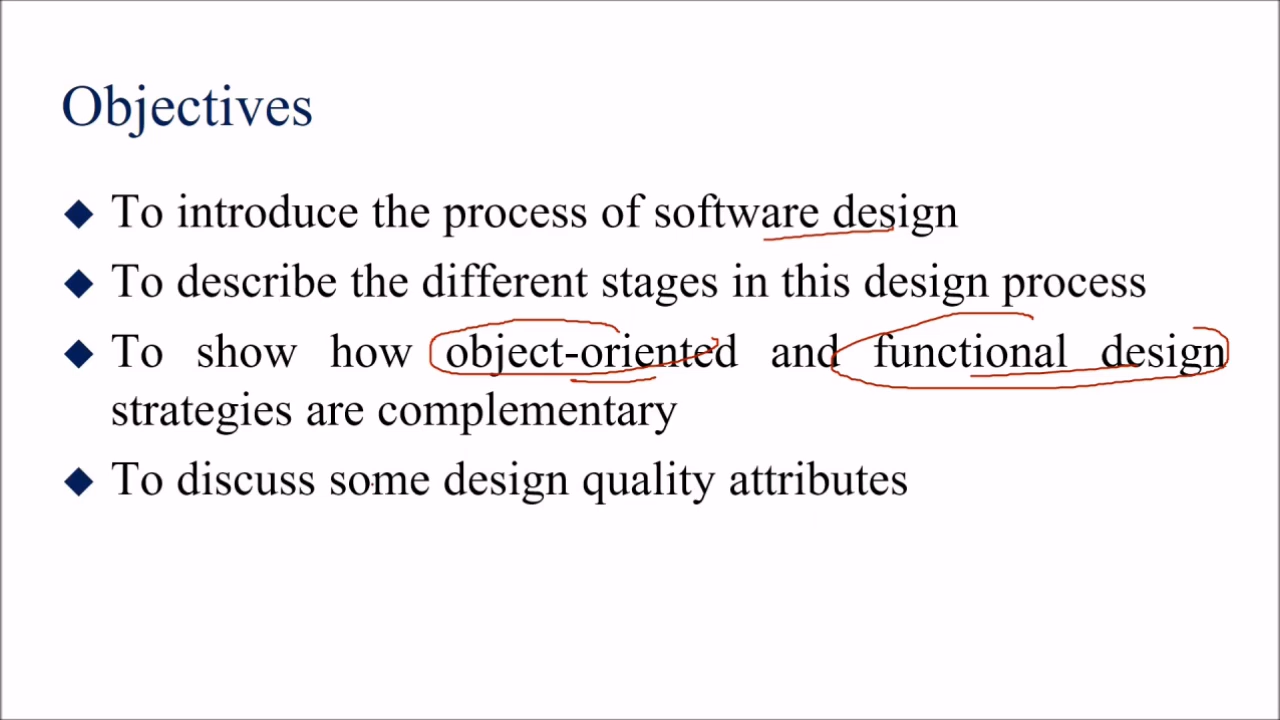 Objectives
To introduce the process of software design
To describe the different stages in this design process
To show how object-oriented and functional design
strategies are complementary
To discuss some design quality attributes